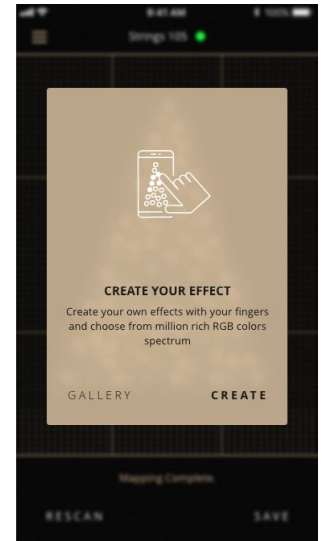 9:41 AM
100%
Strings 105
CREATE YOUR EFFECT
Create your own effects with your fingers
and choose from million rich RGB colors
spectrum
GALLERY
CREATE
Mapping Complete.
RESCAN
SAVE